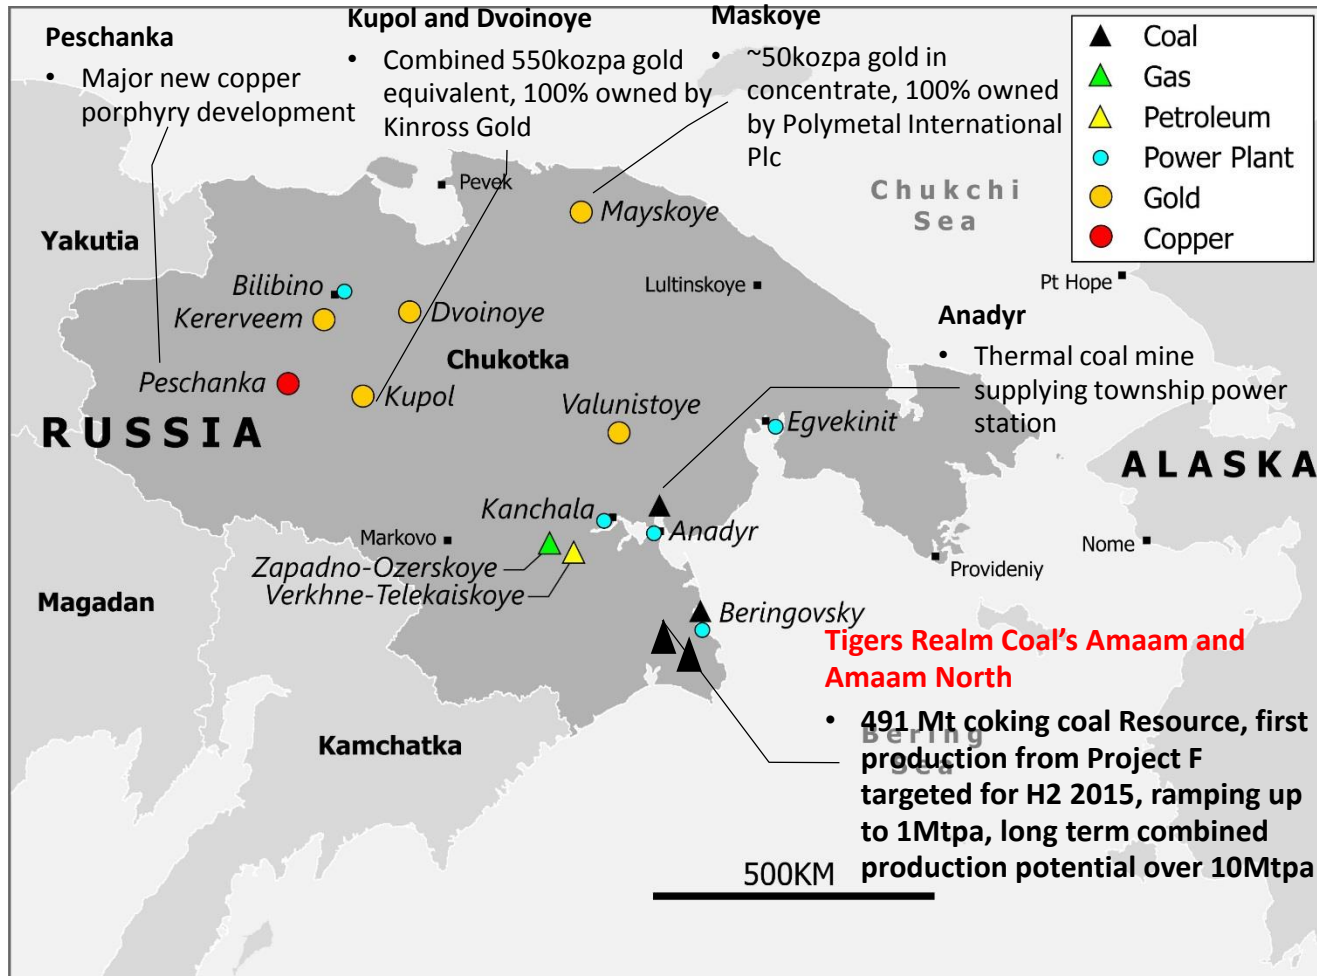 Peschanka
• Major new copper
porphyry development
Kupol and Dvoinoye
• Combined 550kozpa gold
equivalent, 100% owned by
Kinross Gold
Maskoye
• ~50kozpa gold in
concentrate, 100% owned
by Polymetal International
Plc
Coal
Gas
Petroleum
Power Plant
Gold
Copper
Pevek
Mayskoye
Chukchi
Sea
Yakutia
Bilibino
Kererveem
Dvoinoye
Lultinskoye
Pt Hope
Anadyr
• Thermal coal mine
supplying township power
station
Chukotka
Peschanka
Kupol
Valunistoye
Egvekinit
RUSSIA
ALASKA
Kanchala
Anadyr
Markovo
Nome
Zapadno-Ozerskoye
Verkhne-Telekaiskoye
Provideniy
Magadan
Beringovsky
Tigers Realm Coal’s Amaam and
Amaam North
• 491 Mt coking coal Resource, first
production from Project F
targeted for H2 2015, ramping up
to 1Mtpa, long term combined
production potential over 10Mtpa
Bering
Sea
Kamchatka
500KM